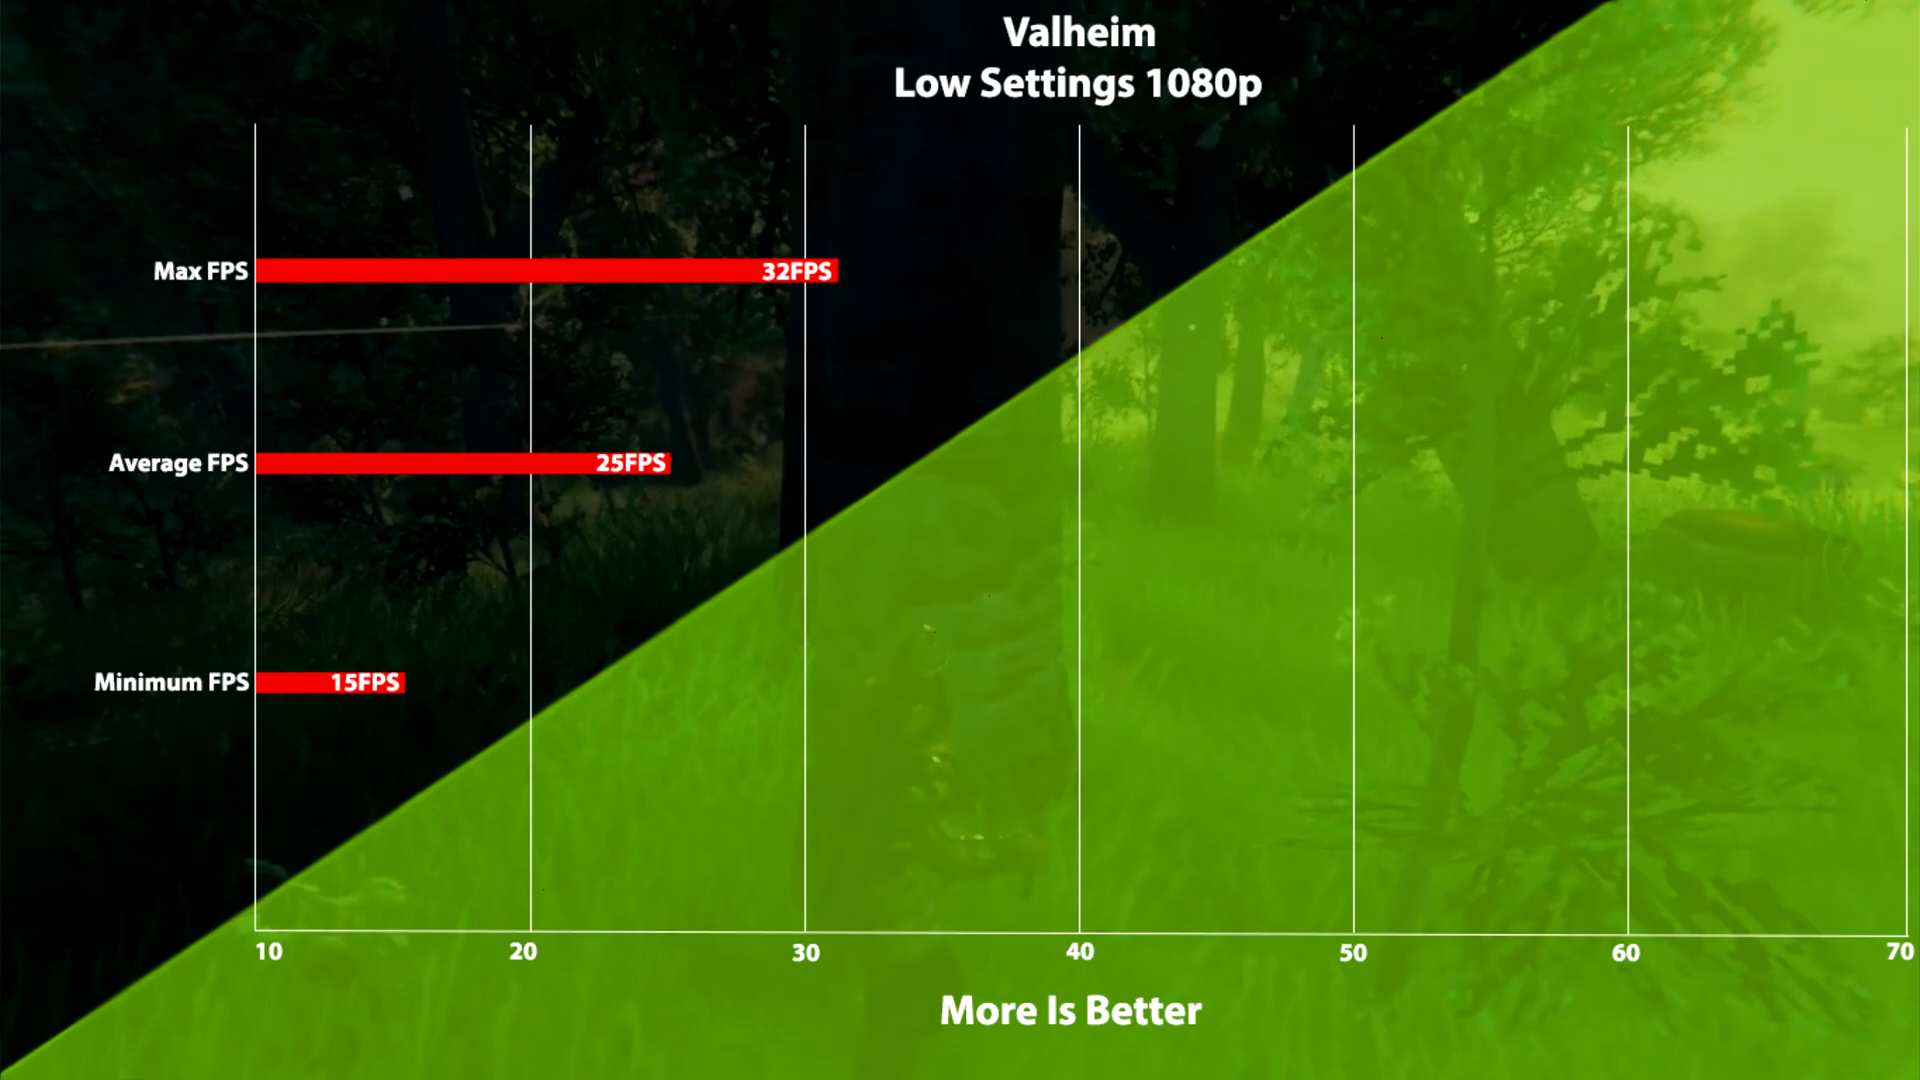 Valheim
Low Settings 1080p
Max FPS 32FPS
Average FPS 25FPS
Minimum FPS 15FPS
10 20 30 40 50 60 70
More Is Better